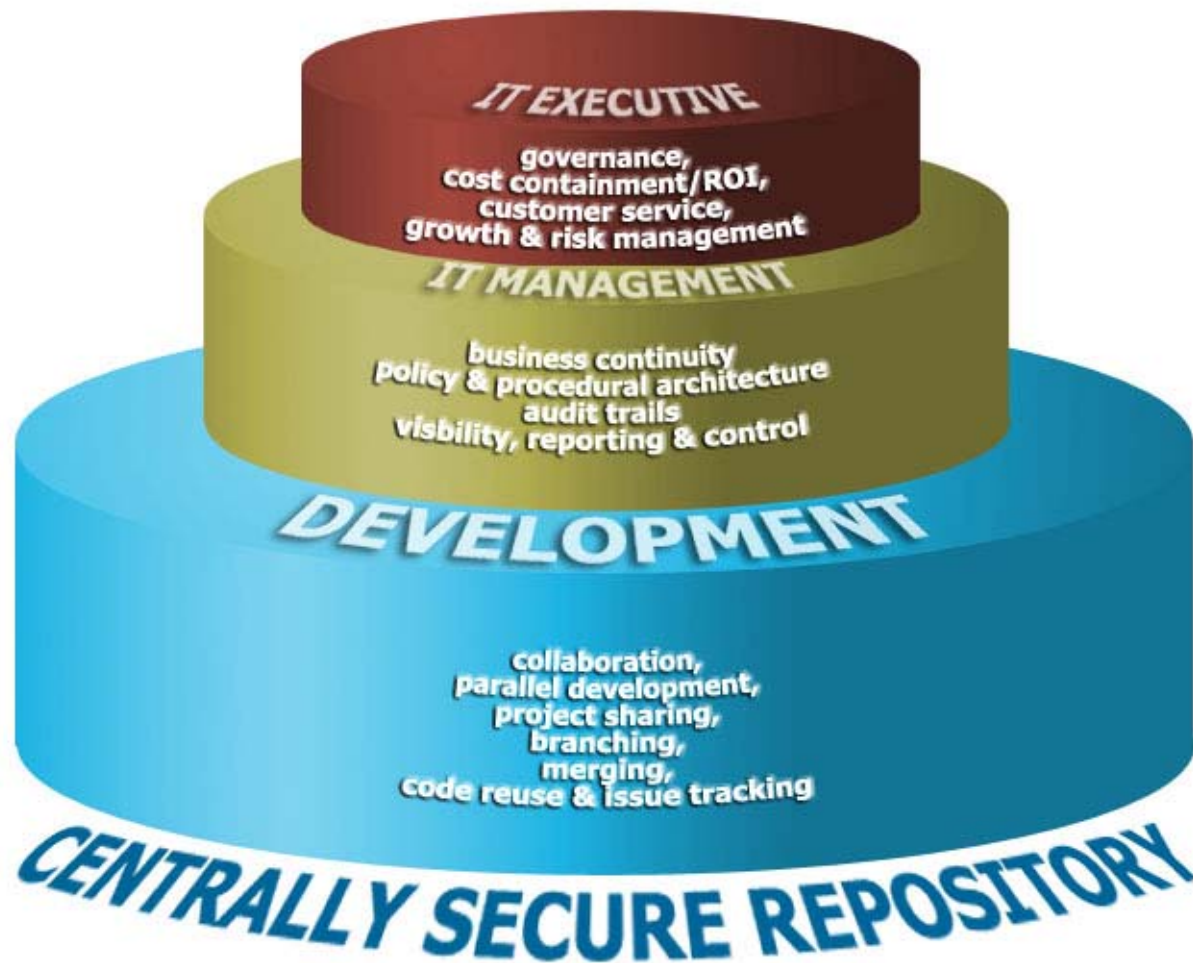 IT EXECUTIVE
governance,
cost containment/ROI,
customer service,
growth & risk management
IT MANAGEMENT
business continuity
policy & procedural architecture
audit trails
visbility, reporting & control
DEVELOPMENT
collaboration,
parallel development,
project sharing,
branching,
merging,
code reuse & issue tracking
CENTRALLY SECURE REPOSITORY